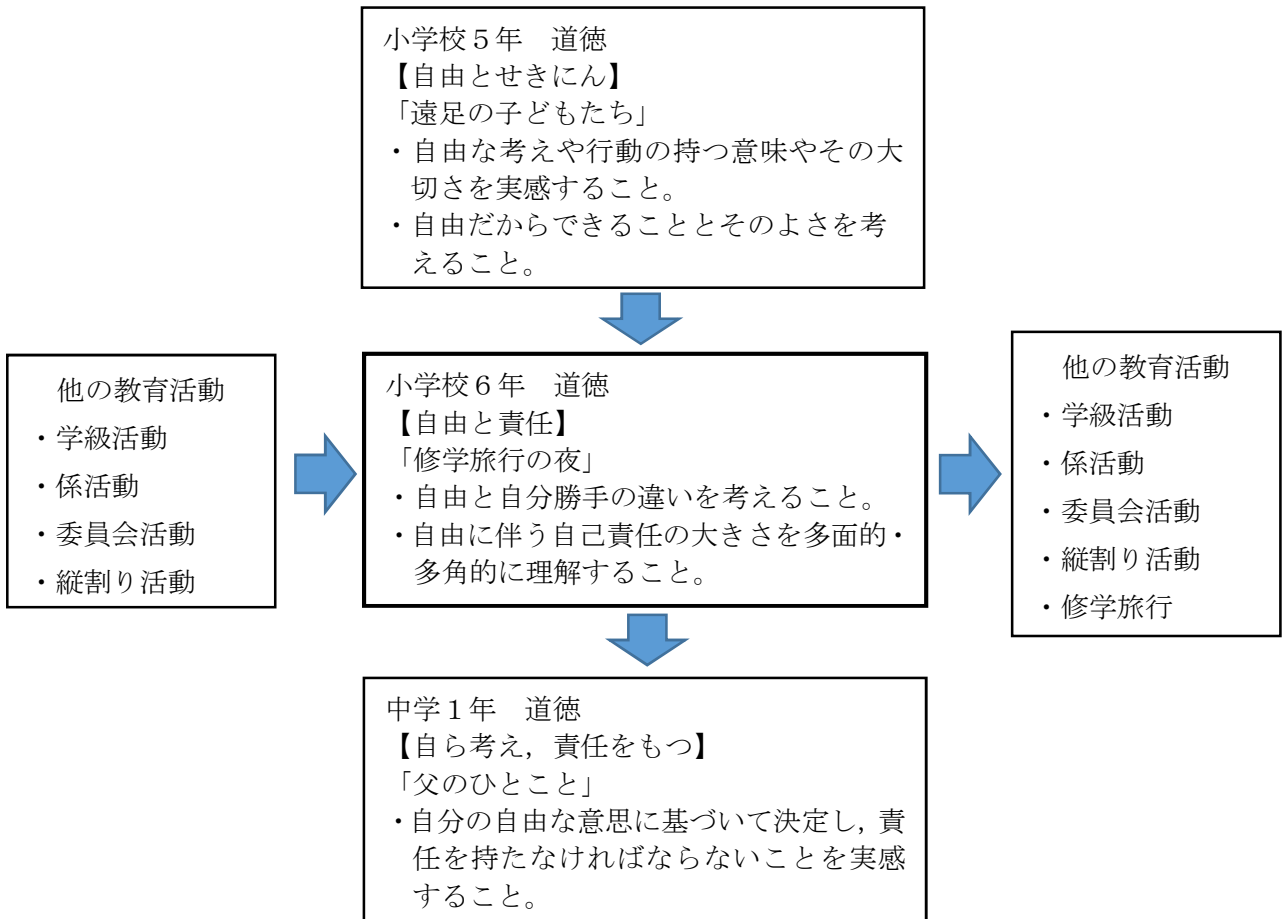 小学校５年　道徳
【自由とせきにん】
「遠足の子どもたち」
・自由な考えや行動の持つ意味やその大
切さを実感すること。
・自由だからできることとそのよさを考
えること。
他の教育活動
・学級活動
・係活動
・委員会活動
・縦割り活動
小学校６年　道徳
【自由と責任】
「修学旅行の夜」
・自由と自分勝手の違いを考えること。
・自由に伴う自己責任の大きさを多面的・
多角的に理解すること。
他の教育活動
・学級活動
・係活動
・委員会活動
・縦割り活動
・修学旅行
中学１年　道徳
【自ら考え，責任をもつ】
「父のひとこと」
・自分の自由な意思に基づいて決定し，責
任を持たなければならないことを実感
すること。